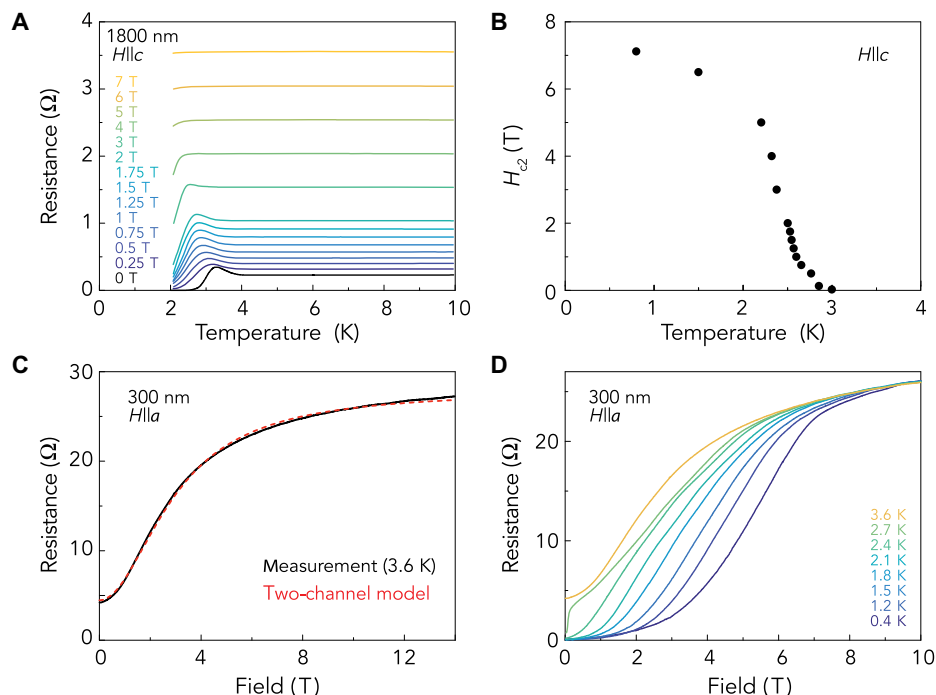 A
1800 nm
H||c
7 T
6 T
5 T
4 T
3 T
2 T
1.75 T
1.5 T
1.25 T
1 T
0.75 T
0.5 T
0.25 T
0 T
4
3
2
1
0
Resistance (Ω)
0 2 4 6 8 10
Temperature (K)
B
H||c
8
6
4
2
0
Hc2 (T)
0 1 2 3 4
Temperature (K)
C
300 nm
H||a
30
20
10
0
Resistance (Ω)
Measurement (3.6 K)
Two-channel model
0 4 8 12
Field (T)
D
300 nm
H||a
20
10
0
Resistance (Ω)
3.6 K
2.7 K
2.4 K
2.1 K
1.8 K
1.5 K
1.2 K
0.4 K
0 2 4 6 8 10
Field (T)